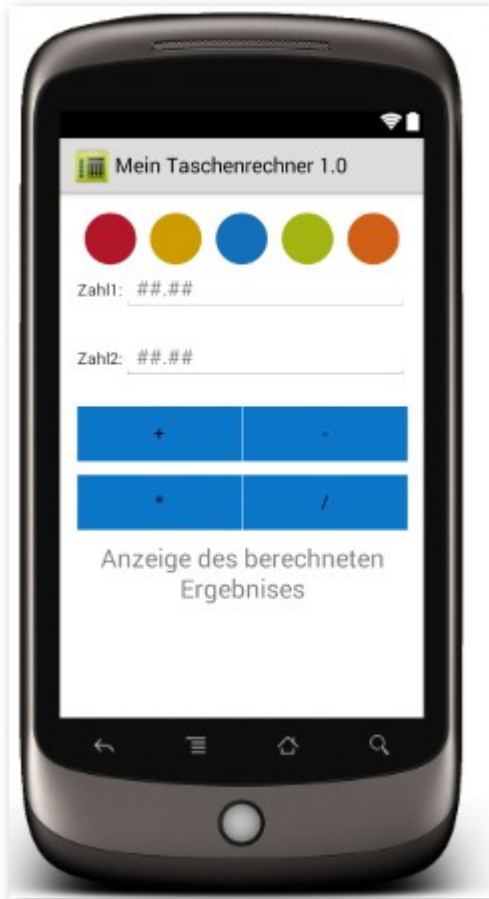 Mein Taschenrechner 1.0
Zahl1: ##.##
Zahl2: ##.##
+ -
* /
Anzeige des berechneten
Ergebnises